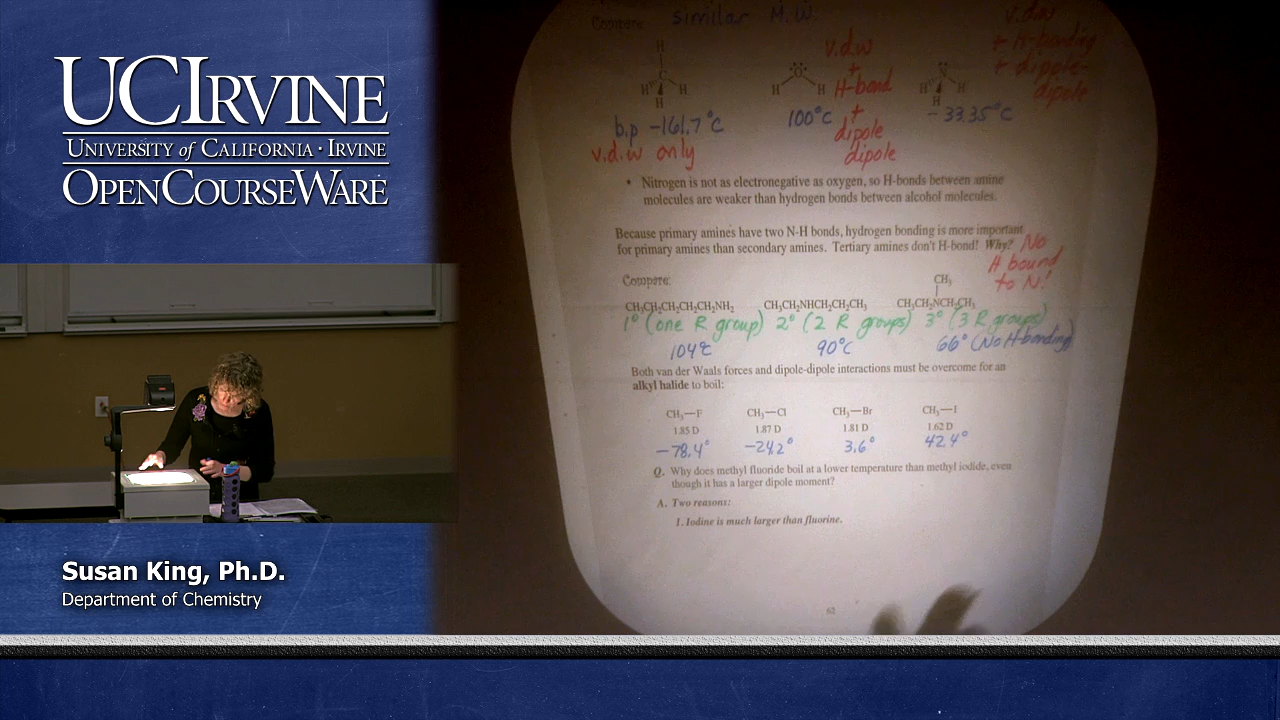 UCIRVINE
UNIVERSITY of CALIFORNIA · IRVINE
OPENCOURSEWARE
Susan King, Ph.D.
Department of Chemistry
Compare: similar M.W.
v.d.w
+ H-bonding
+ dipole-
dipole
v.d.w
+
H-bond
+
dipole
dipole
H
H C H
H
H O H
H N H
H
b.p -161.7°C
100°C
-33.35°C
v.d.w only
• Nitrogen is not as electronegative as oxygen, so H-bonds between amine
molecules are weaker than hydrogen bonds between alcohol molecules.
Because primary amines have two N-H bonds, hydrogen bonding is more important
for primary amines than secondary amines. Tertiary amines don't H-bond! Why? No
H bound
to N!
Compare:
CH₃
CH₃CH₂CH₂CH₂CH₂NH₂ CH₃CH₂NHCH₂CH₂CH₃ CH₃CH₂NCH₂CH₃
1° (one R group) 2° (2 R groups) 3° (3 R groups)
104°C 90°C 66° (No H-bonding)
Both van der Waals forces and dipole-dipole interactions must be overcome for an
alkyl halide to boil:
CH₃—F CH₃—Cl CH₃—Br CH₃—I
1.85 D 1.87 D 1.81 D 1.62 D
-78.4° -24.2° 3.6° 42.4°
Q. Why does methyl fluoride boil at a lower temperature than methyl iodide, even
though it has a larger dipole moment?
A. Two reasons:
1. Iodine is much larger than fluorine.
62